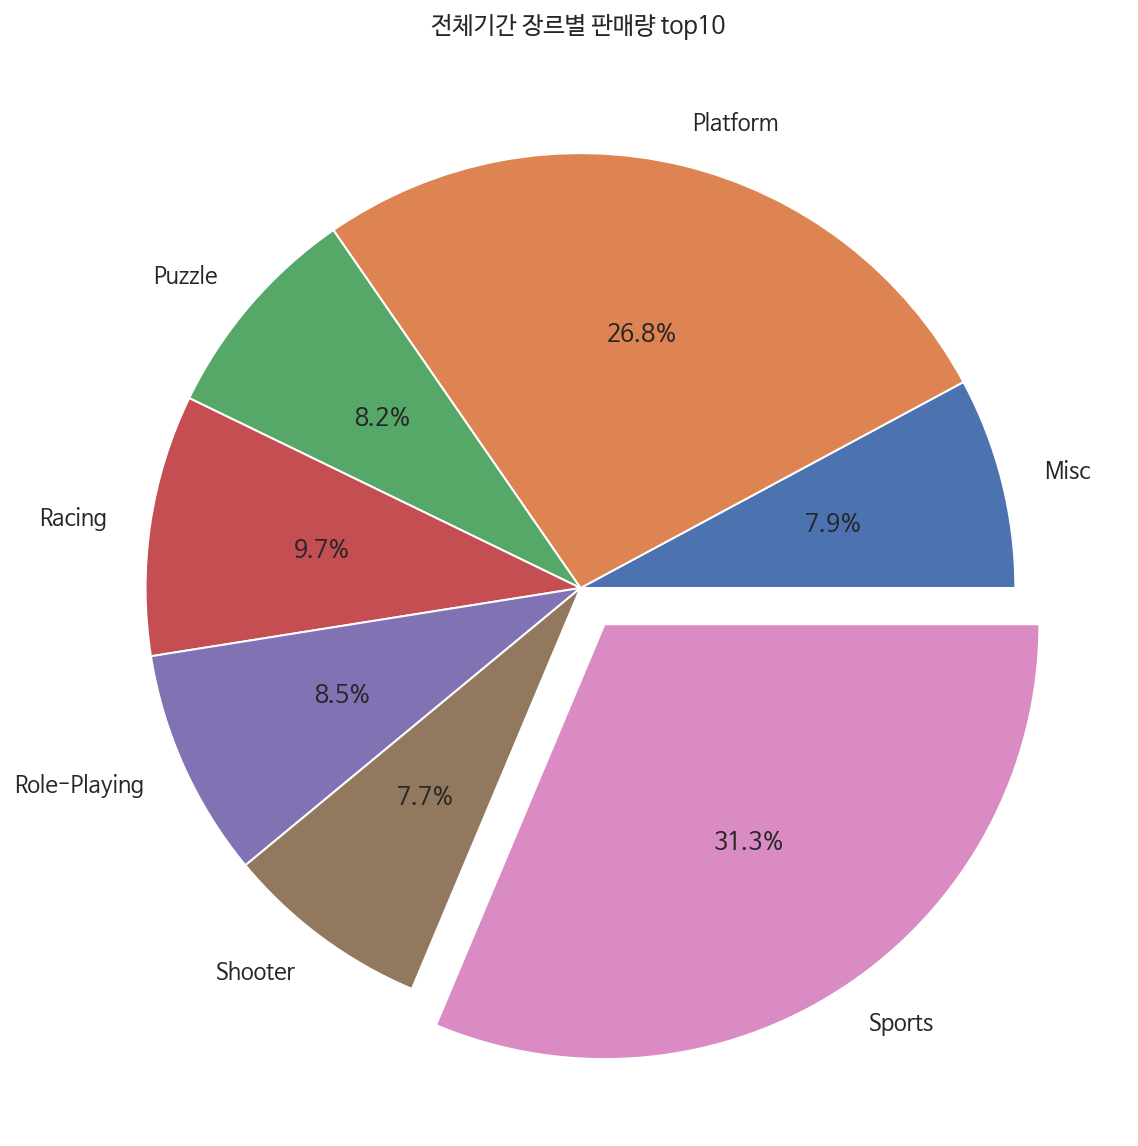 전체기간 장르별 판매량 top10
Platform
Puzzle
26.8%
8.2%
Misc
7.9%
Racing
9.7%
8.5%
Role-Playing
7.7%
31.3%
Shooter
Sports